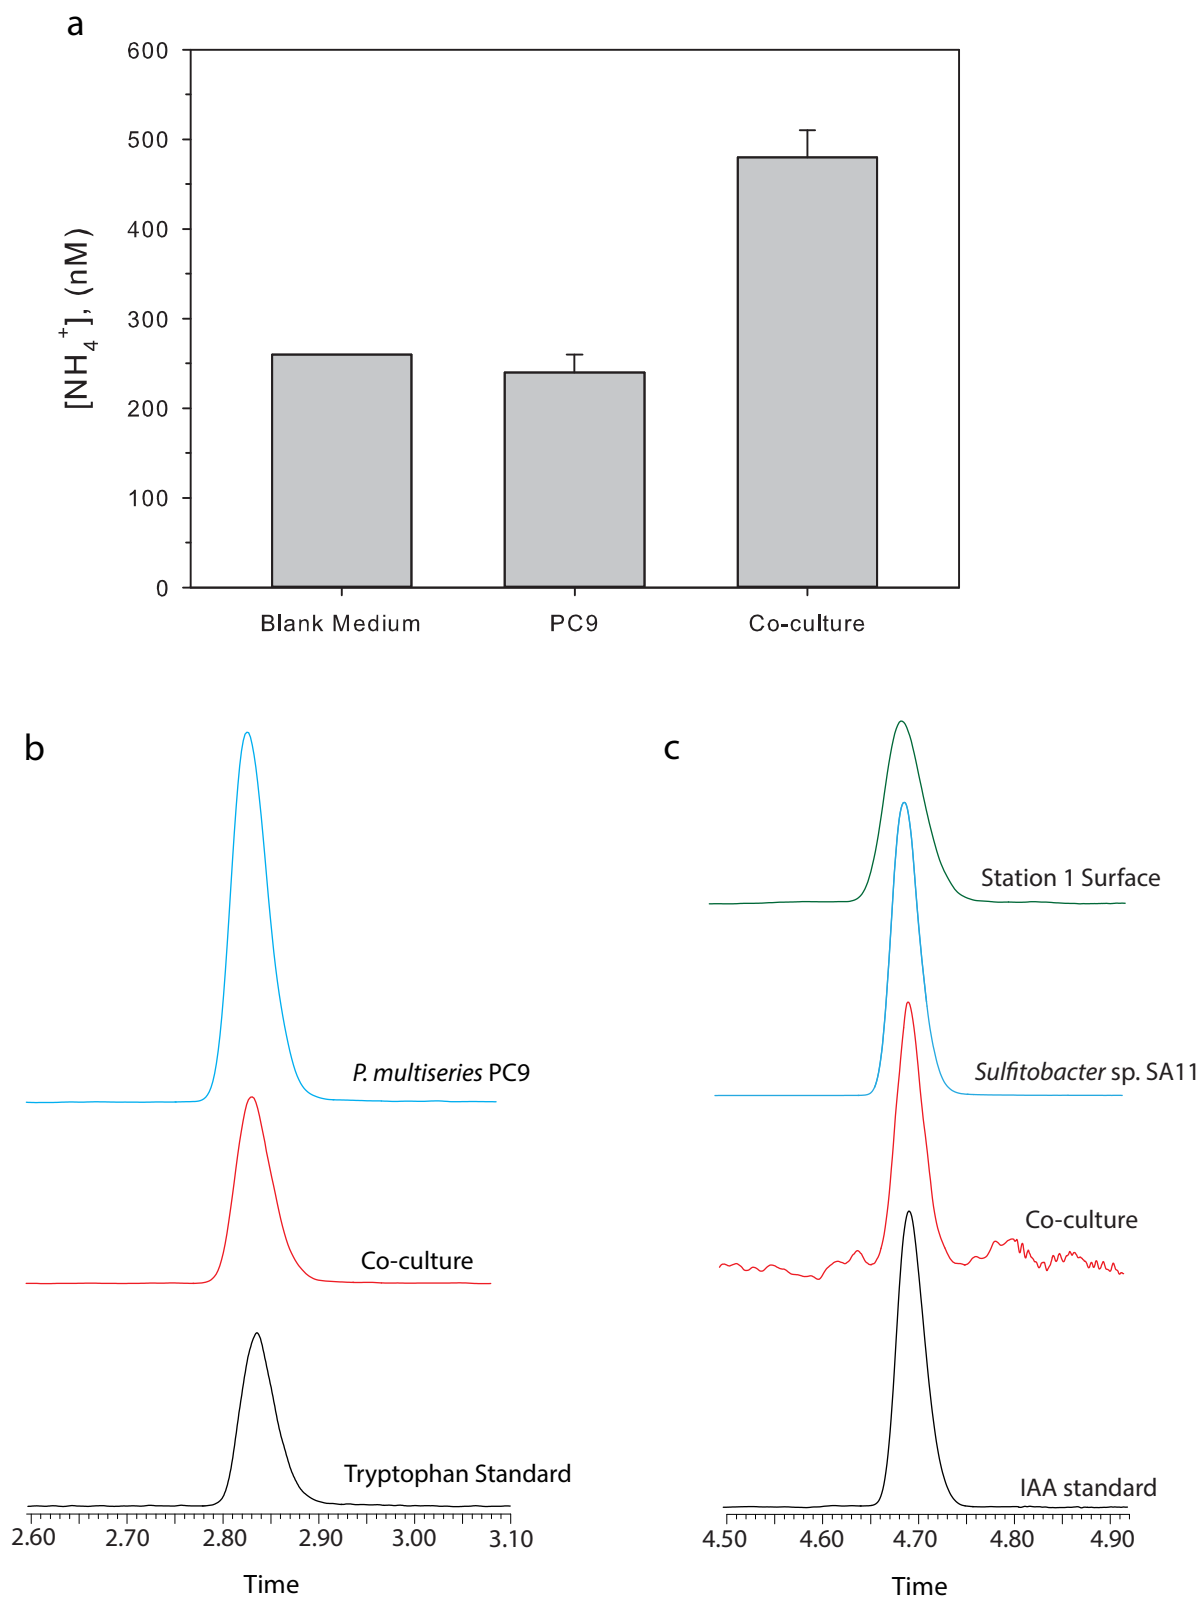 a
600
500
400
300
200
100
0
[NH4+], (nM)
Blank Medium PC9 Co-culture
b
P. multiseries PC9
Co-culture
Tryptophan Standard
2.60 2.70 2.80 2.90 3.00 3.10
Time
c
Station 1 Surface
Sulfitobacter sp. SA11
Co-culture
IAA standard
4.50 4.60 4.70 4.80 4.90
Time